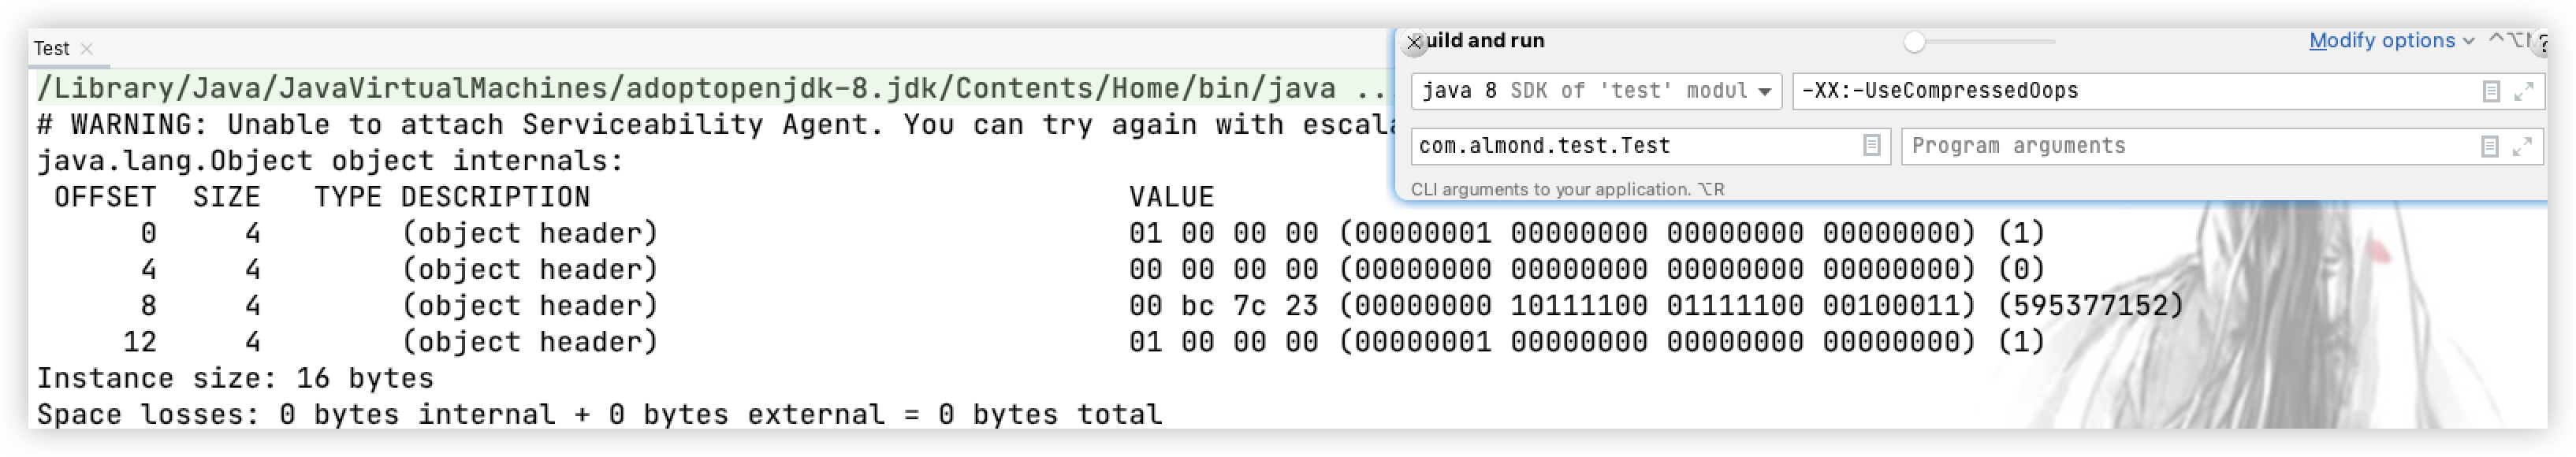 Test
/Library/Java/JavaVirtualMachines/adoptopenjdk-8.jdk/Contents/Home/bin/java ...
# WARNING: Unable to attach Serviceability Agent. You can try again with
java.lang.Object object internals:
OFFSET SIZE TYPE DESCRIPTION VALUE
0 4 (object header) 01 00 00 00 (00000001 00000000 00000000 00000000) (1)
4 4 (object header) 00 00 00 00 (00000000 00000000 00000000 00000000) (0)
8 4 (object header) 00 bc 7c 23 (00000000 10111100 01111100 00100011) (595377152)
12 4 (object header) 01 00 00 00 (00000001 00000000 00000000 00000000) (1)
Instance size: 16 bytes
Space losses: 0 bytes internal + 0 bytes external = 0 bytes total
uild and run
Modify options
java 8 SDK of 'test' modul
-XX:-UseCompressedOops
com.almond.test.Test
Program arguments
CLI arguments to your application. ⌥R